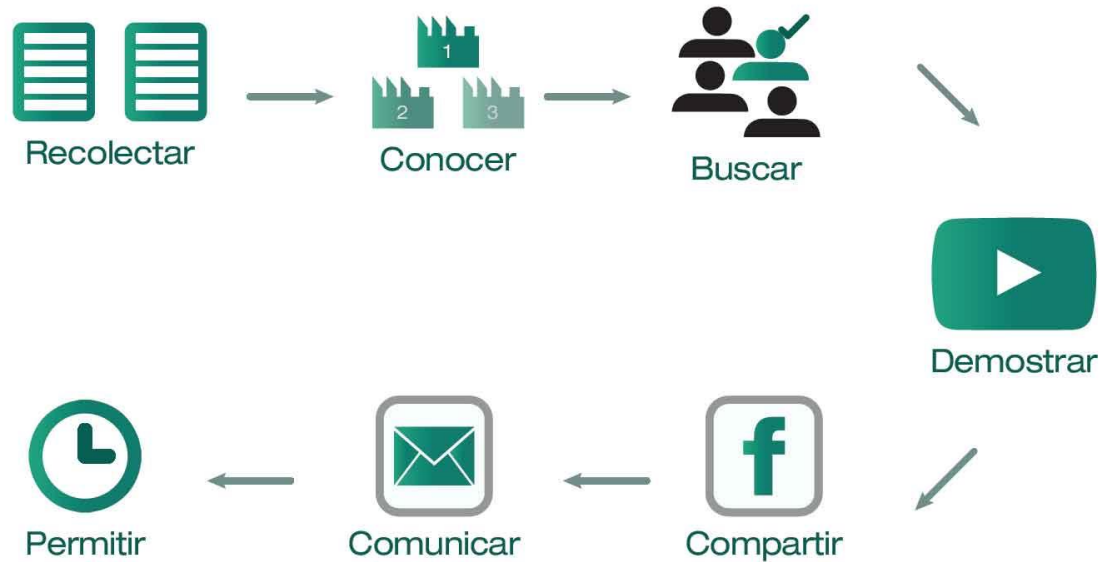 1
2
3
Recolectar
Conocer
Buscar
Demostrar
f
Compartir
Comunicar
Permitir